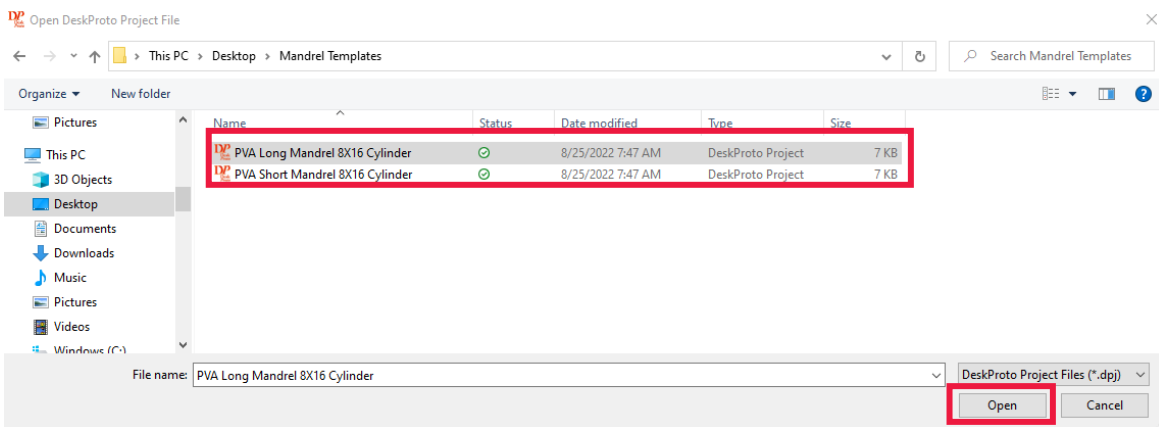 Open DeskProto Project File
This PC > Desktop > Mandrel Templates
Search Mandrel Templates
Organize
New folder
Name Status Date modified Type Size
Pictures
This PC
3D Objects
Desktop
Documents
Downloads
Music
Pictures
Videos
Windows (C:)
PVA Long Mandrel 8X16 Cylinder 8/25/2022 7:47 AM DeskProto Project 7 KB
PVA Short Mandrel 8X16 Cylinder 8/25/2022 7:47 AM DeskProto Project 7 KB
File name: PVA Long Mandrel 8X16 Cylinder
DeskProto Project Files (*.dpj)
Open Cancel